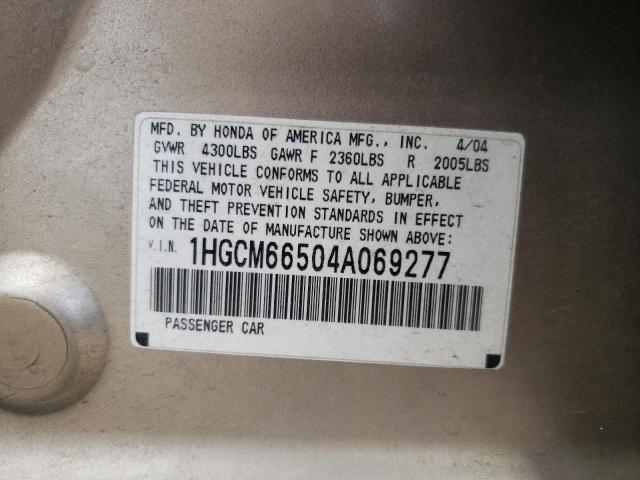 MFD. BY HONDA OF AMERICA MFG., INC. 4/04
GVWR 4300LBS GAWR F 2360LBS R 2005LBS
THIS VEHICLE CONFORMS TO ALL APPLICABLE
FEDERAL MOTOR VEHICLE SAFETY, BUMPER,
AND THEFT PREVENTION STANDARDS IN EFFECT
ON THE DATE OF MANUFACTURE SHOWN ABOVE:
V.I.N. 1HGCM66504A069277
PASSENGER CAR